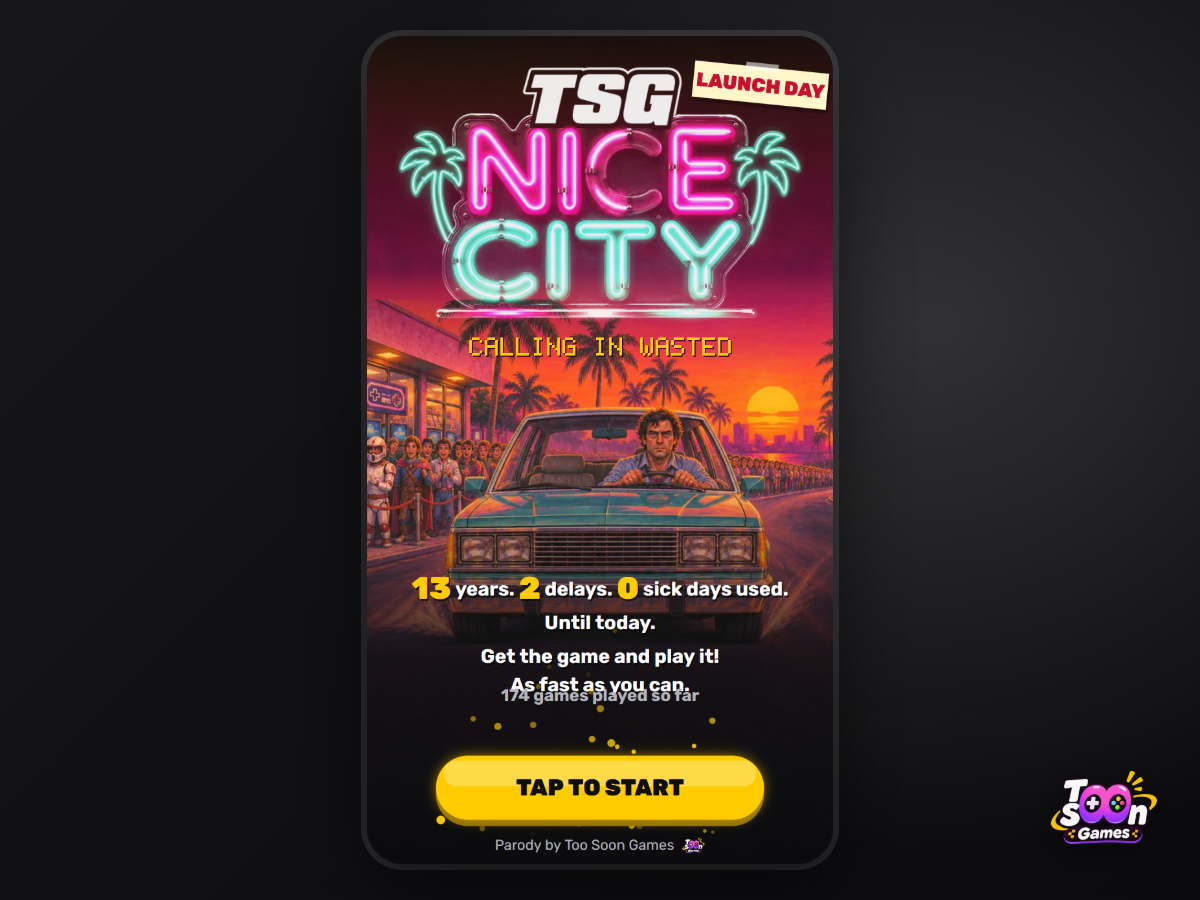 TSG
LAUNCH DAY
NICE
CITY
CALLING IN WASTED
13 years. 2 delays. 0 sick days used.
Until today.
Get the game and play it!
As fast as you can.
174 games played so far
TAP TO START
Parody by Too Soon Games
Toon
Soon
Games